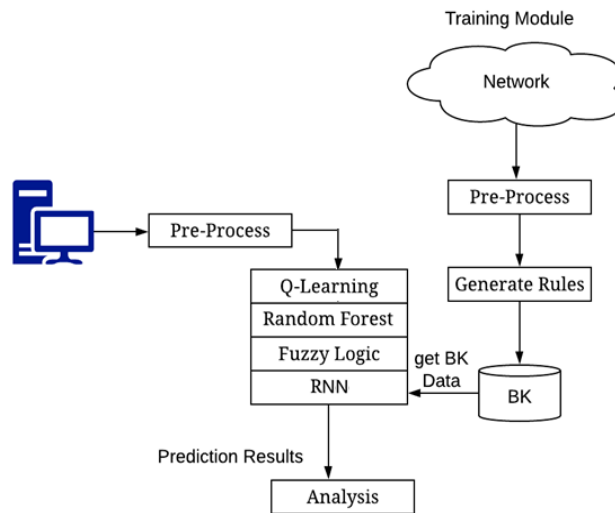 Training Module
Network
Pre-Process
Pre-Process
Q-Learning
Generate Rules
Random Forest
Fuzzy Logic
get BK
Data
RNN
BK
Prediction Results
Analysis